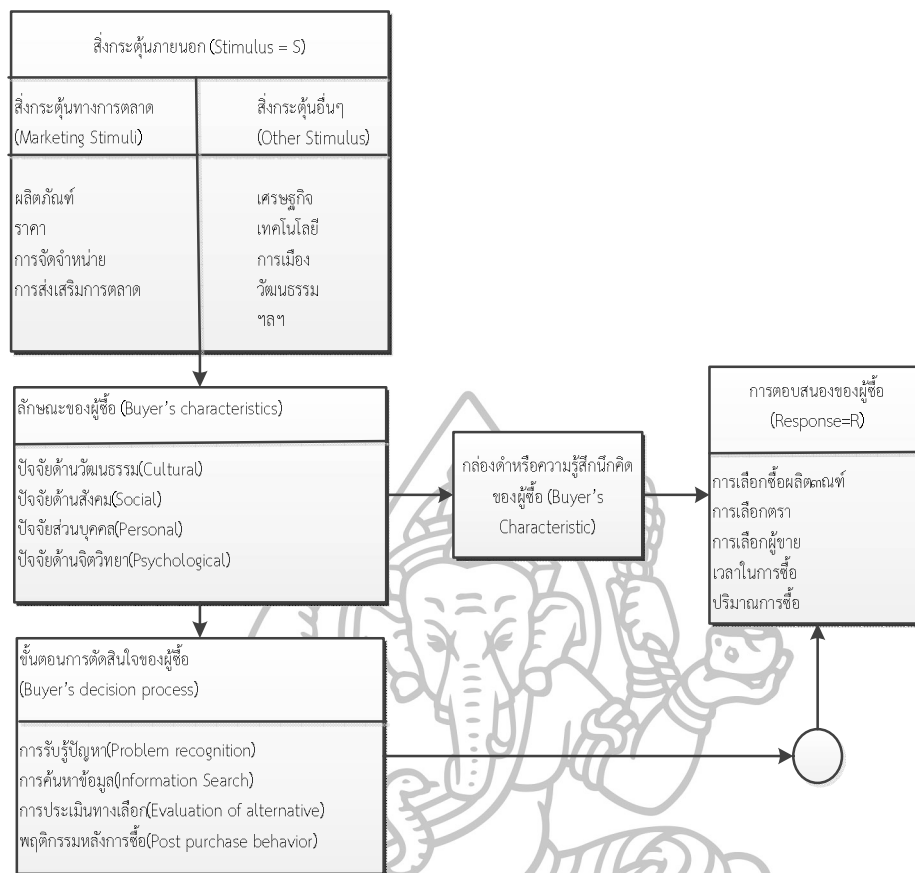 สิ่งกระตุ้นภายนอก (Stimulus = S)
สิ่งกระตุ้นทางการตลาด
(Marketing Stimuli)
สิ่งกระตุ้นอื่นๆ
(Other Stimulus)
ผลิตภัณฑ์
ราคา
การจัดจำหน่าย
การส่งเสริมการตลาด
เศรษฐกิจ
เทคโนโลยี
การเมือง
วัฒนธรรม
ฯลฯ
ลักษณะของผู้ซื้อ (Buyer's characteristics)
ปัจจัยด้านวัฒนธรรม(Cultural)
ปัจจัยด้านสังคม(Social)
ปัจจัยส่วนบุคคล(Personal)
ปัจจัยด้านจิตวิทยา(Psychological)
กล่องดำหรือความรู้สึกนึกคิด
ของผู้ซื้อ (Buyer's
Characteristic)
การตอบสนองของผู้ซื้อ
(Response=R)
การเลือกซื้อผลิต๓ณฑ์
การเลือกตรา
การเลือกผู้ขาย
เวลาในการซื้อ
ปริมาณการซื้อ
ขั้นตอนการตัดสินใจของผู้ซื้อ
(Buyer's decision process)
การรับรู้ปัญหา(Problem recognition)
การค้นหาข้อมูล(Information Search)
การประเมินทางเลือก(Evaluation of alternative)
พฤติกรรมหลังการซื้อ(Post purchase behavior)